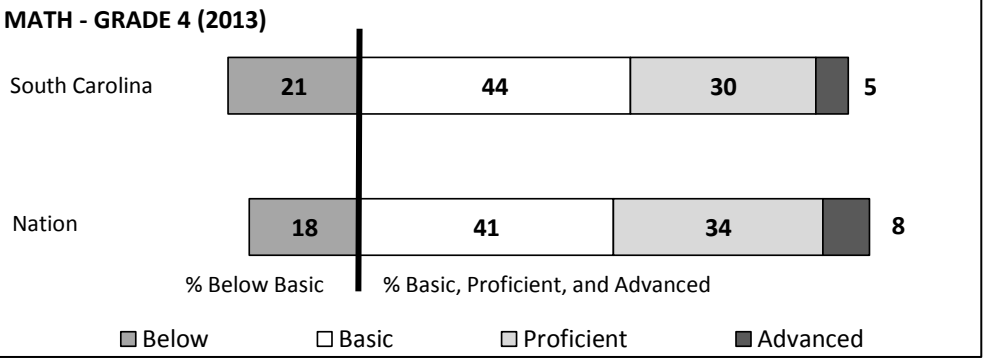 MATH - GRADE 4 (2013)
South Carolina 21 44 30 5
Nation 18 41 34 8
% Below Basic % Basic, Proficient, and Advanced
Below Basic Proficient Advanced